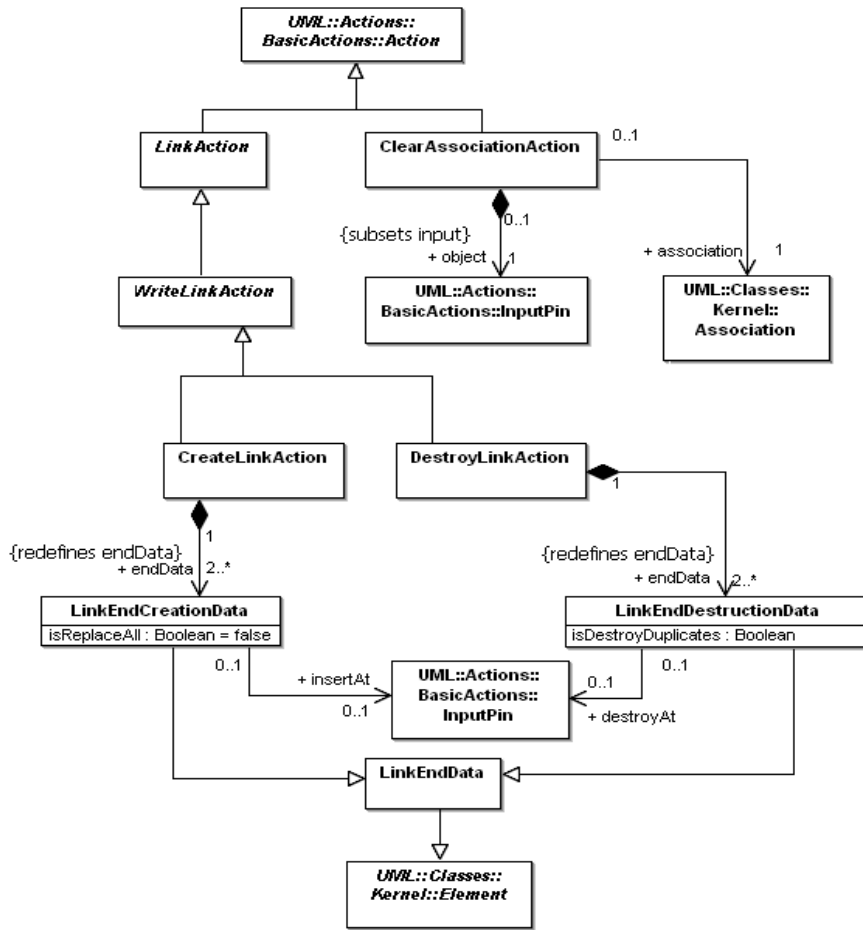 UML::Actions::
BasicActions::Action
LinkAction
ClearAssociationAction
0..1
0..1
{subsets input}
+ object
1
+ association
1
WriteLinkAction
UML::Actions::
BasicActions::InputPin
UML::Classes::
Kernel::
Association
CreateLinkAction
DestroyLinkAction
1
1
{redefines endData}
+ endData
2..*
{redefines endData}
+ endData
2..*
LinkEndCreationData
isReplaceAll : Boolean = false
LinkEndDestructionData
isDestroyDuplicates : Boolean
0..1
+ insertAt
0..1
UML::Actions::
BasicActions::
InputPin
0..1
0..1
+ destroyAt
LinkEndData
UML::Classes::
Kernel::Element